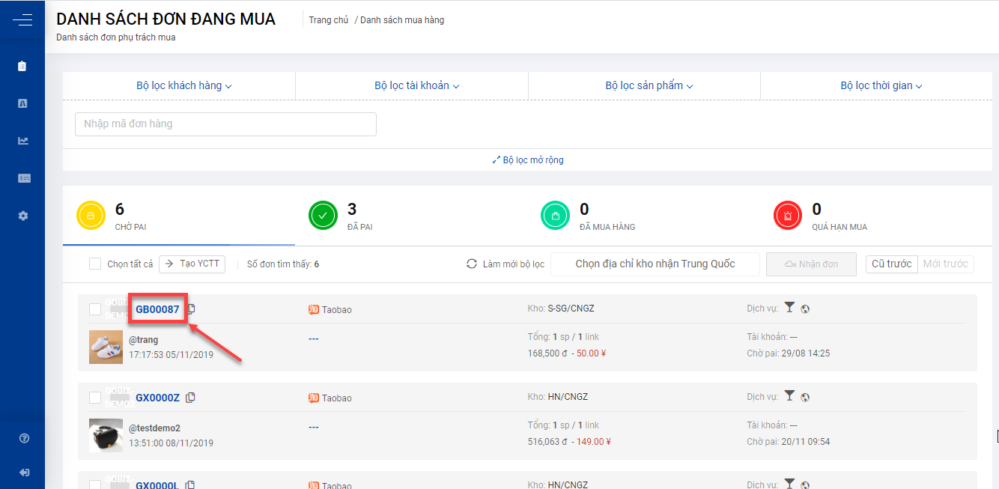 DANH SÁCH ĐƠN ĐANG MUA
Trang chủ / Danh sách mua hàng
Danh sách đơn phụ trách mua
Bộ lọc khách hàng
Bộ lọc tài khoản
Bộ lọc sản phẩm
Bộ lọc thời gian
Nhập mã đơn hàng
Bộ lọc mở rộng
6
CHỜ PAI
3
ĐÃ PAI
0
ĐÃ MUA HÀNG
0
QUÁ HẠN MUA
Chọn tất cả
Tạo YCTT
Số đơn tìm thấy: 6
Làm mới bộ lọc
Chọn địa chỉ kho nhận Trung Quốc
Nhận đơn
Cũ trước
Mới trước
GB00087
Taobao
Kho: S-SG/CNGZ
Dịch vụ:
@trang
17:17:53 05/11/2019
---
Tổng: 1 sp / 1 link
168,500 đ - 50.00 ¥
Tài khoản: ---
Chờ pai: 29/08 14:25
GOBIZ
DEMO2
GX0000Z
Taobao
Kho: HN/CNGZ
Dịch vụ:
@testdemo2
13:51:00 08/11/2019
---
Tổng: 1 sp / 1 link
516,063 đ - 149.00 ¥
Tài khoản: ---
Chờ pai: 20/11 09:54
GOBIZ
GX0000L
Taobao
Kho: HN/CNGZ
Dịch vụ: